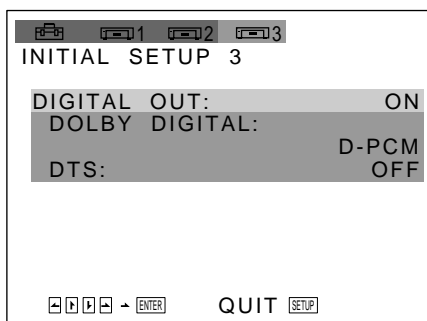 1 2 3
INITIAL SETUP 3
DIGITAL OUT: ON
DOLBY DIGITAL:
D-PCM
DTS: OFF
ENTER QUIT SETUP